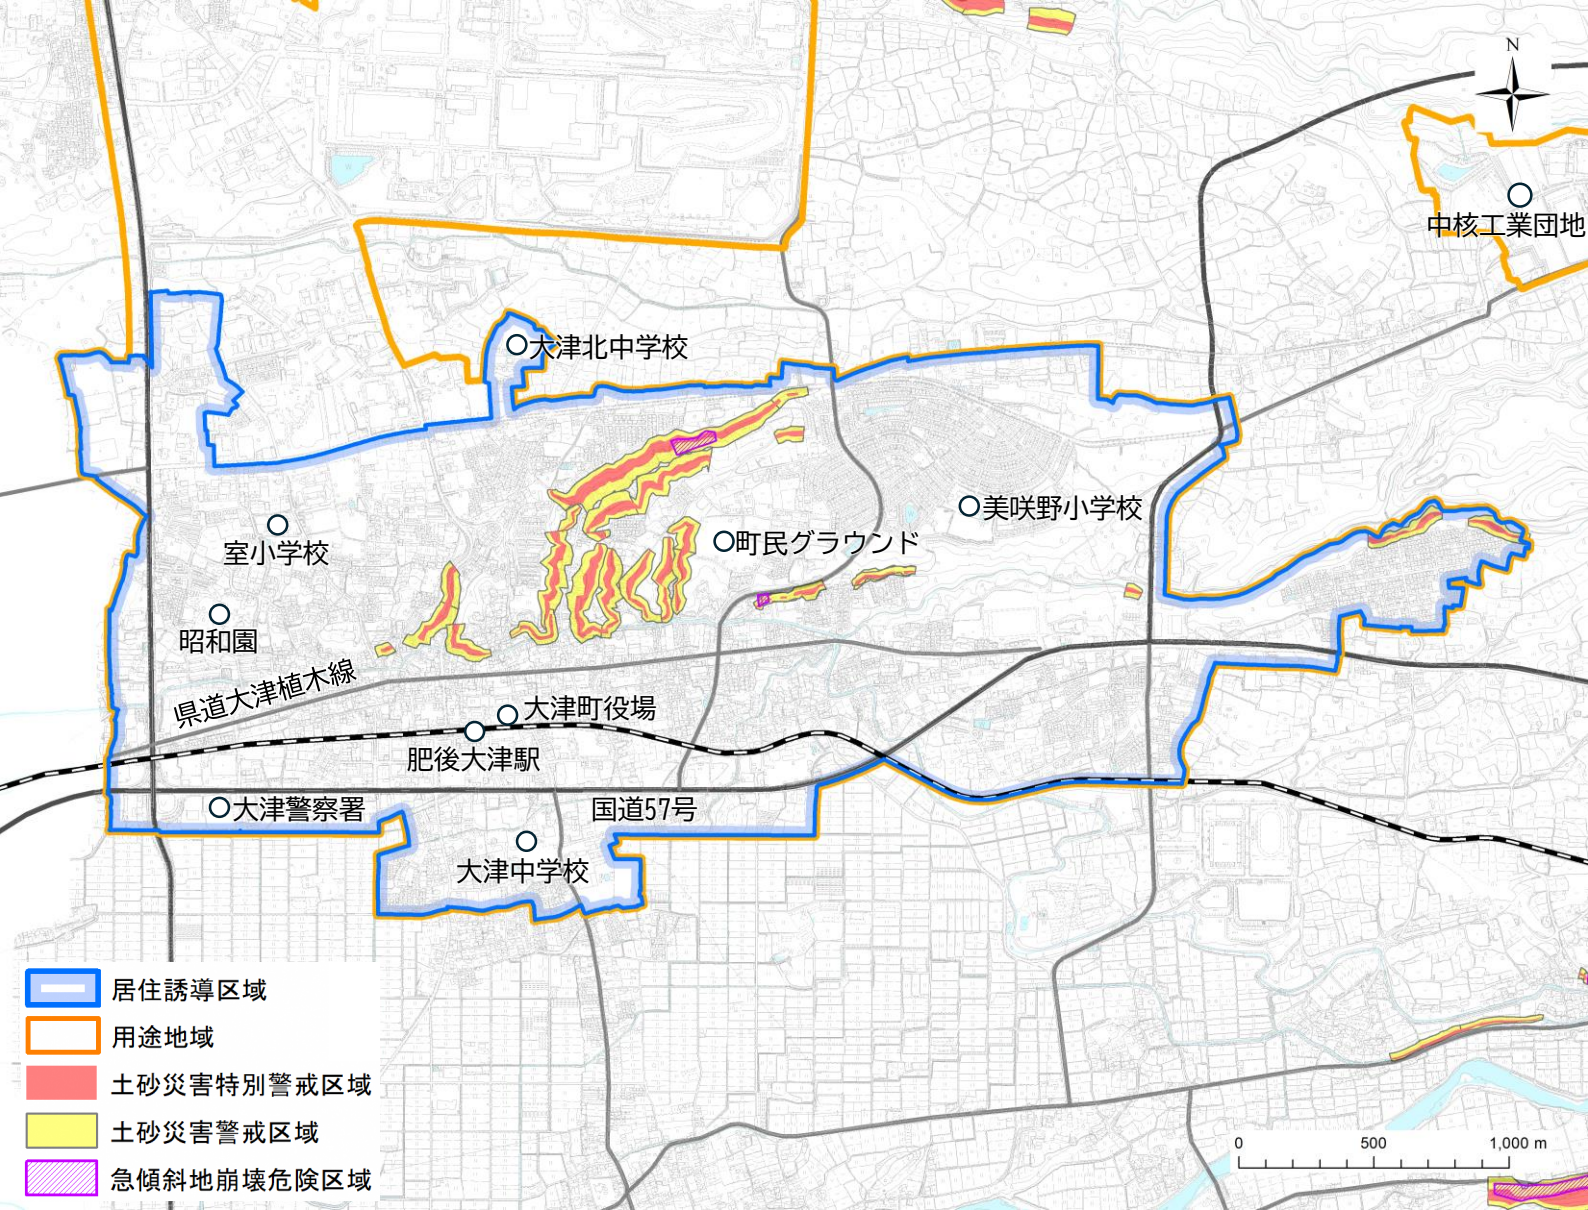 N
中核工業団地
大津北中学校
美咲野小学校
町民グラウンド
室小学校
昭和園
県道大津植木線
大津町役場
肥後大津駅
大津警察署
国道57号
大津中学校
居住誘導区域
用途地域
土砂災害特別警戒区域
土砂災害警戒区域
急傾斜地崩壊危険区域
0 500 1,000 m